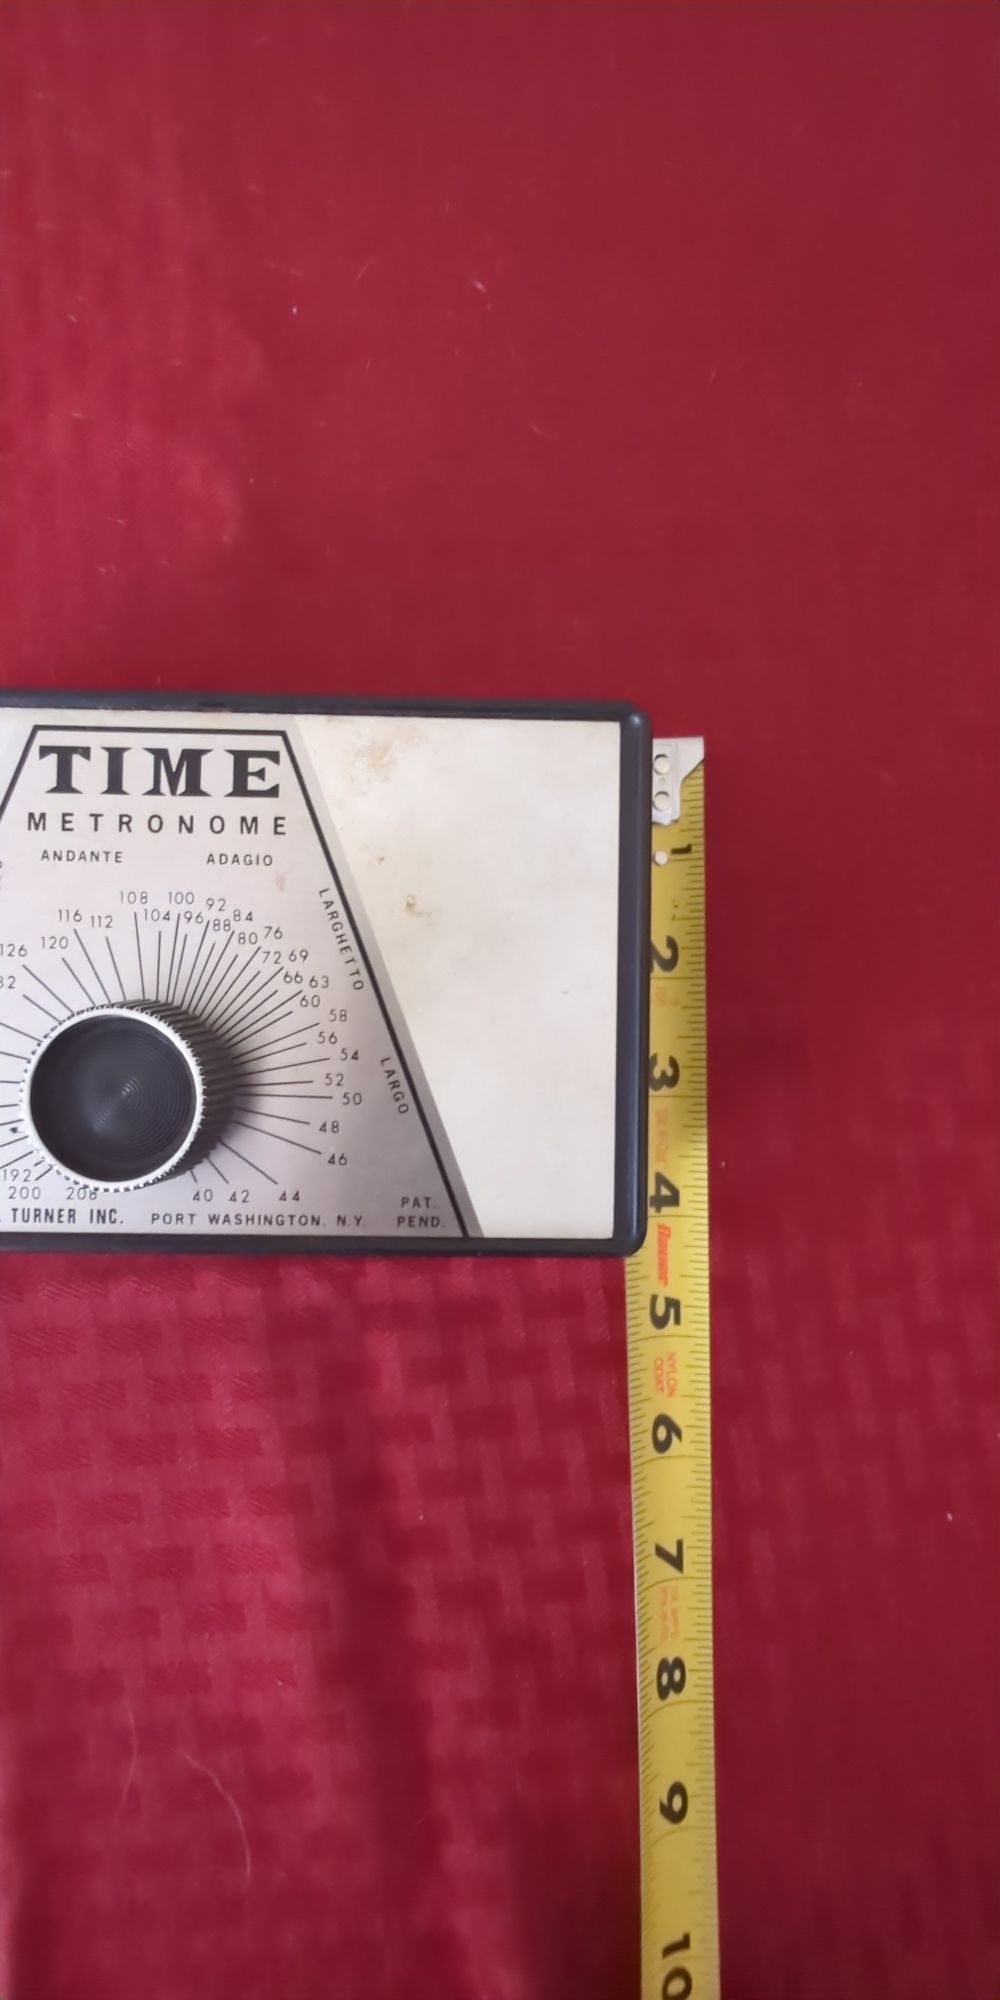 TIME
METRONOME
ANDANTE ADAGIO
LARGHETTO
LARGO
108 100 92
116 112 104 96 88 84
126 120 80 76
72 69
66 63
60
58
56
54
52
50
48
46
192
200 208 40 42 44
PAT.
PEND.
TURNER INC. PORT WASHINGTON, N.Y.
1
2
3
4
5
NYLON
COAT
6
7
8
9
10